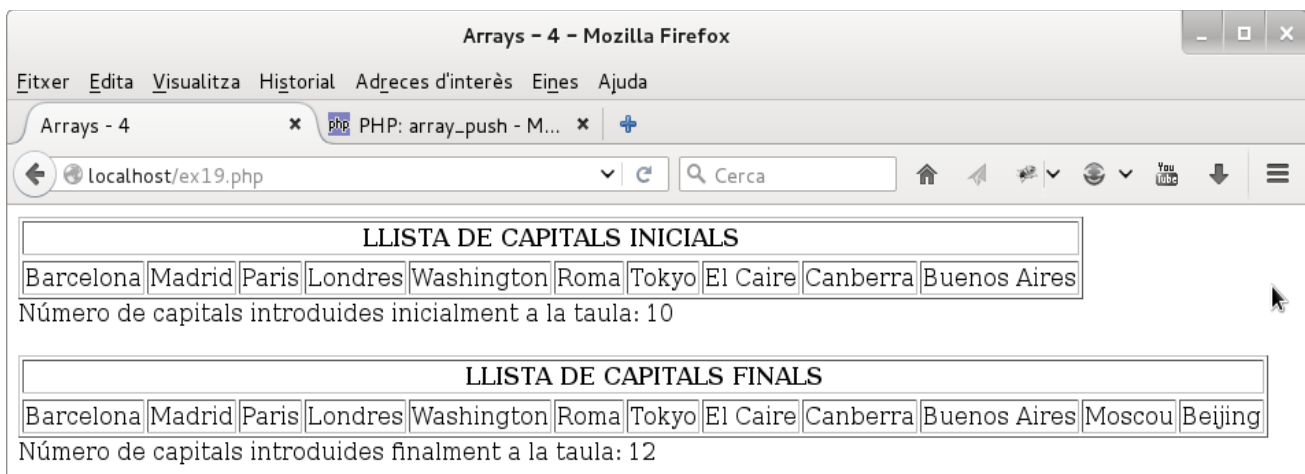 Arrays - 4 - Mozilla Firefox
Fitxer Edita Visualitza Historial Adreces d'interès Eines Ajuda
Arrays - 4 php PHP: array_push - M...
localhost/ex19.php Cerca You Tube
LLISTA DE CAPITALS INICIALS
Barcelona Madrid Paris Londres Washington Roma Tokyo El Caire Canberra Buenos Aires
Número de capitals introduides inicialment a la taula: 10
LLISTA DE CAPITALS FINALS
Barcelona Madrid Paris Londres Washington Roma Tokyo El Caire Canberra Buenos Aires Moscou Beijing
Número de capitals introduides finalment a la taula: 12